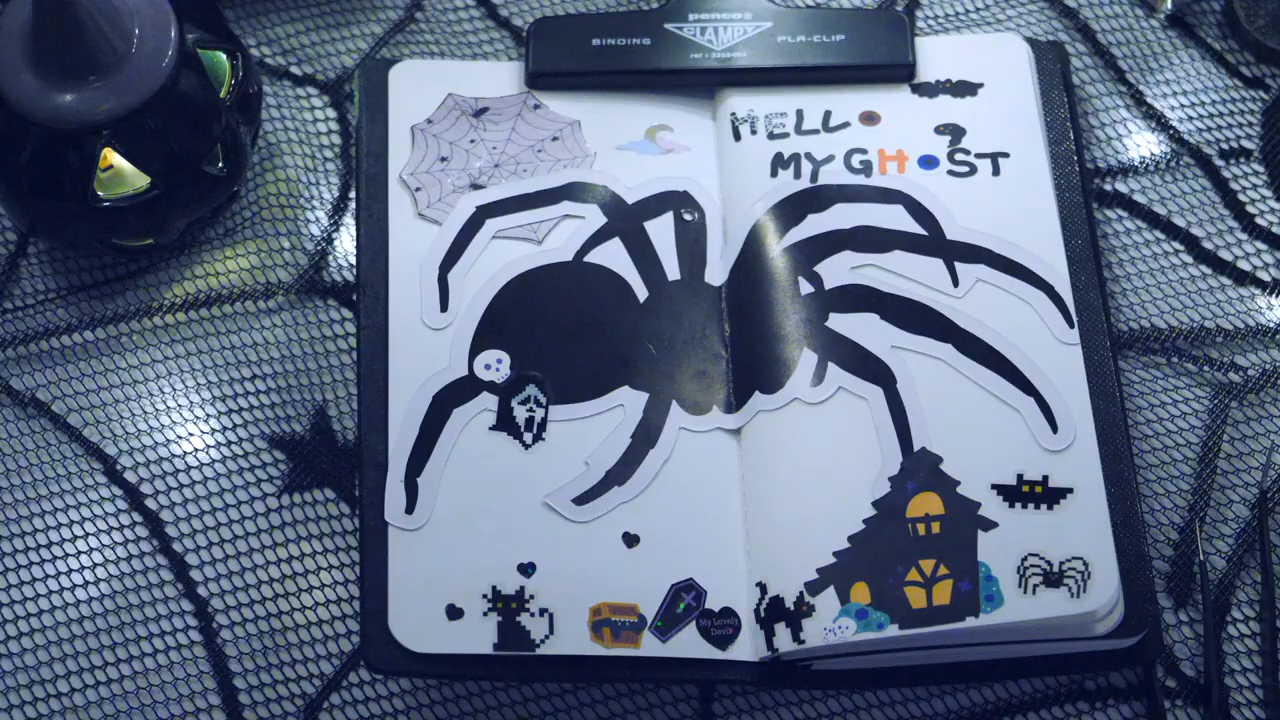 penco®
BINDING CLAMPY PLA-CLIP
HELLO
MY GHOST
My Lovely
Devil